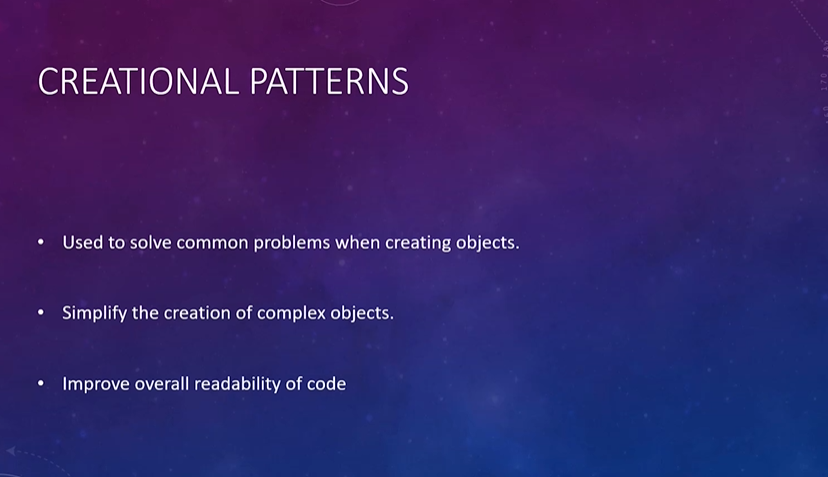 CREATIONAL PATTERNS
• Used to solve common problems when creating objects.
• Simplify the creation of complex objects.
• Improve overall readability of code